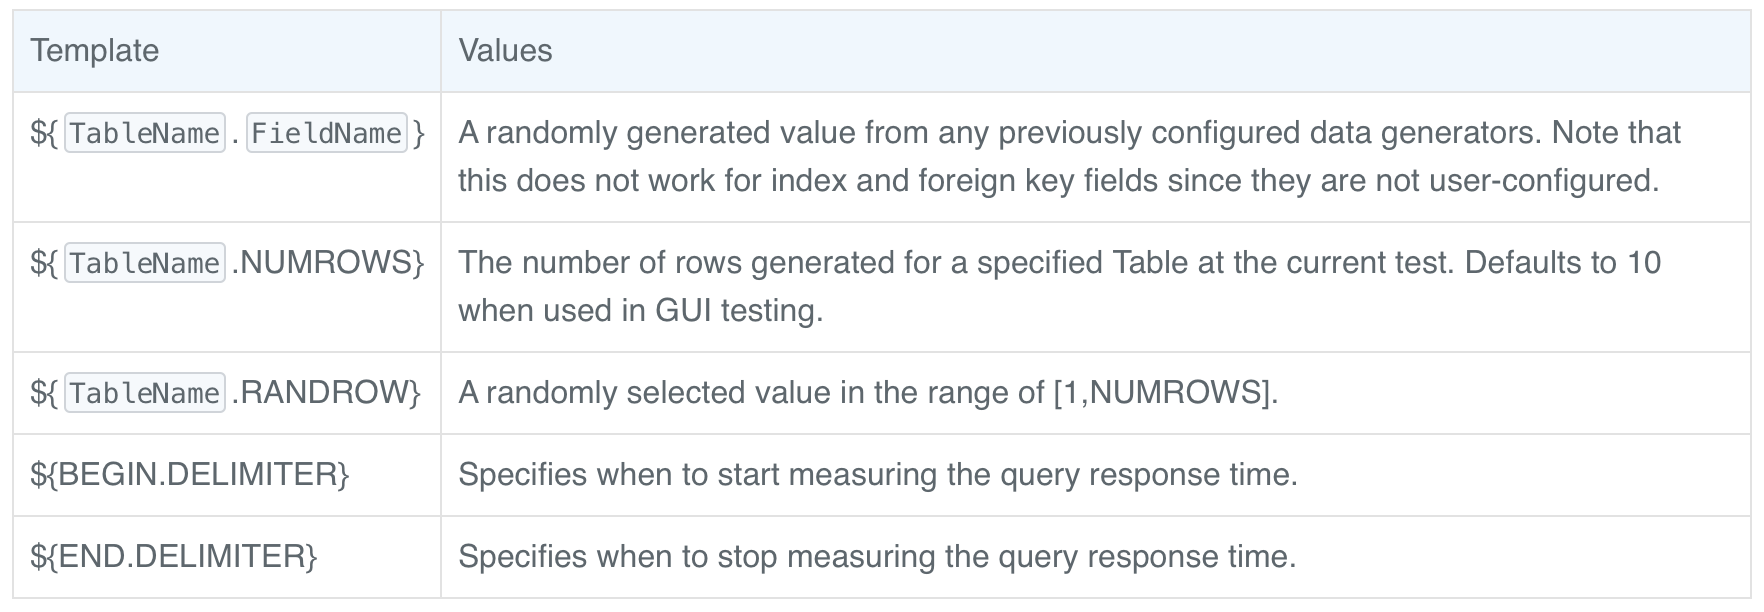 Template Values
${ TableName . FieldName } A randomly generated value from any previously configured data generators. Note that
this does not work for index and foreign key fields since they are not user-configured.
${ TableName .NUMROWS} The number of rows generated for a specified Table at the current test. Defaults to 10
when used in GUI testing.
${ TableName .RANDROW} A randomly selected value in the range of [1,NUMROWS].
${BEGIN.DELIMITER} Specifies when to start measuring the query response time.
${END.DELIMITER} Specifies when to stop measuring the query response time.